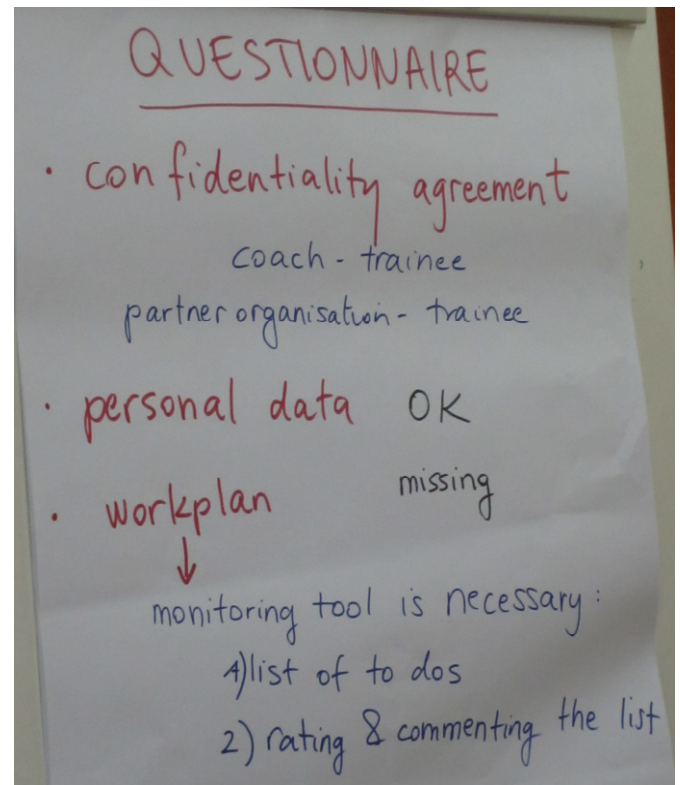 QUESTIONNAIRE
· confidentiality agreement
coach - trainee
partner organisation - trainee
· personal data OK
· workplan missing
↓
monitoring tool is necessary:
1) list of to dos
2) rating & commenting the list